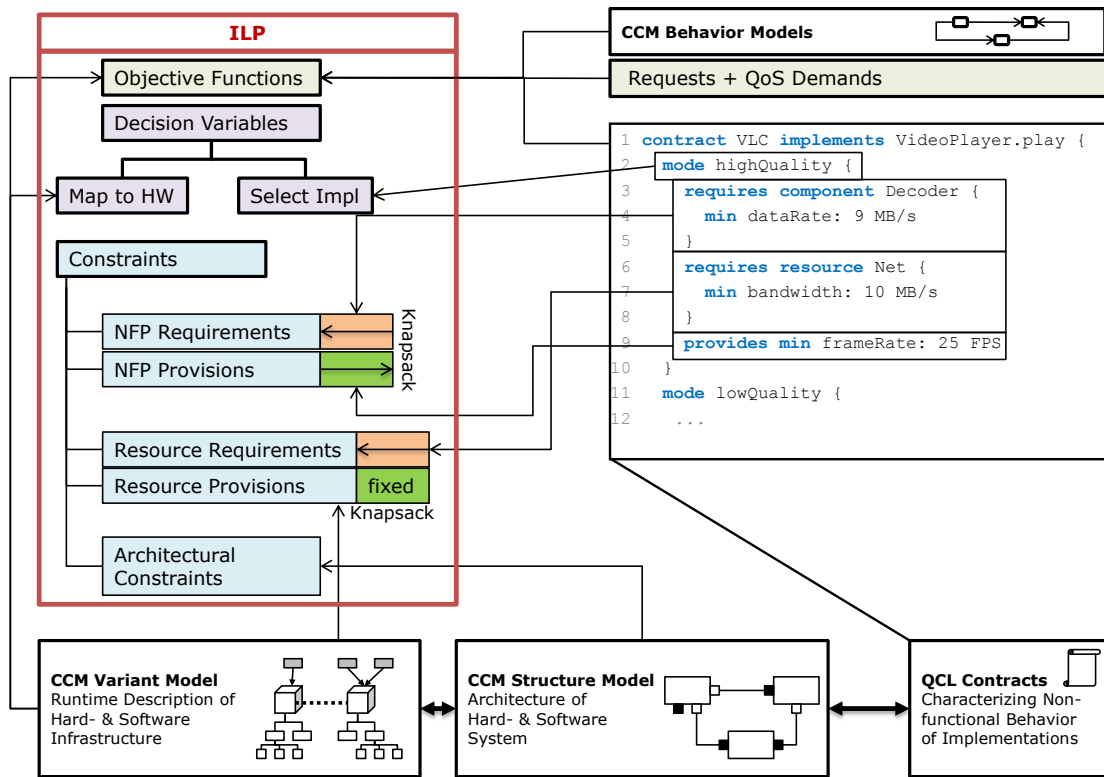 ILP
Objective Functions
Decision Variables
Map to HW
Select Impl
Constraints
NFP Requirements
NFP Provisions
Knapsack
Resource Requirements
Resource Provisions
fixed
Knapsack
Architectural
Constraints
CCM Behavior Models
Requests + QoS Demands
1 contract VLC implements VideoPlayer.play {
2 mode highQuality {
3 requires component Decoder {
4 min dataRate: 9 MB/s
5 }
6 requires resource Net {
7 min bandwidth: 10 MB/s
8 }
9 provides min frameRate: 25 FPS
10 }
11 mode lowQuality {
12 ...
CCM Variant Model
Runtime Description of
Hard- & Software
Infrastructure
CCM Structure Model
Architecture of
Hard- & Software
System
QCL Contracts
Characterizing Non-
functional Behavior
of Implementations